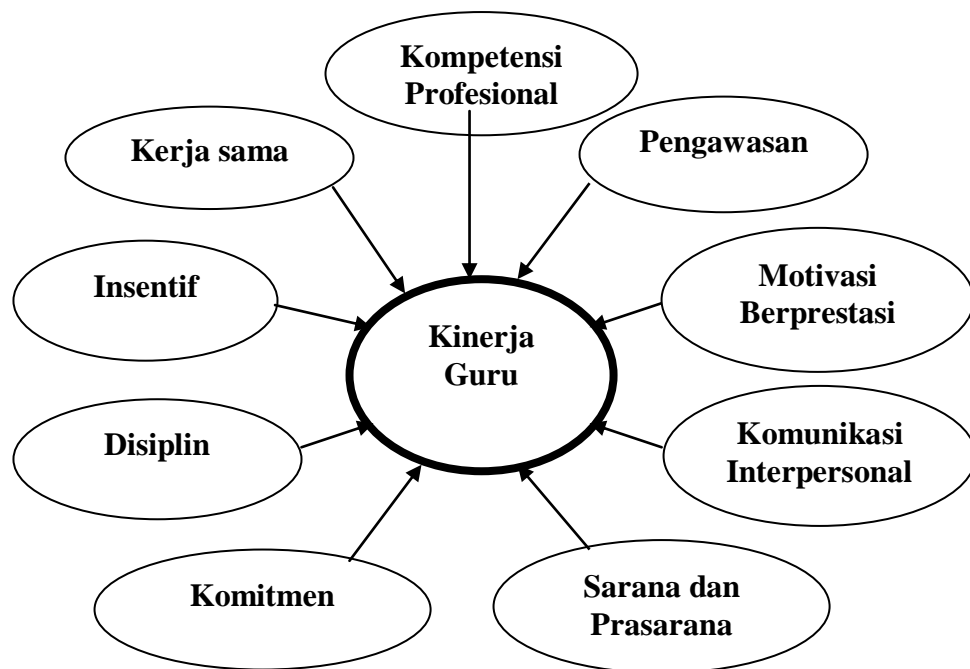 Kompetensi
Profesional
Kerja sama
Pengawasan
Insentif
Motivasi
Berprestasi
Kinerja
Guru
Disiplin
Komunikasi
Interpersonal
Komitmen
Sarana dan
Prasarana